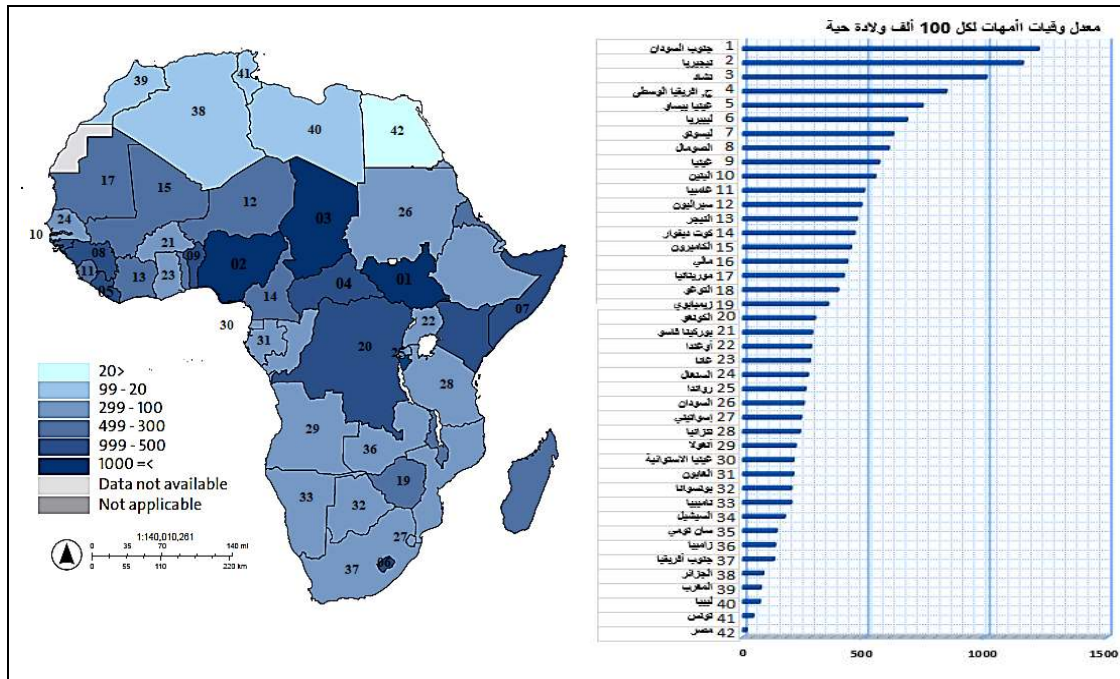 39
41
38
40
42
17
15
12
03
26
24
10
21
08
11
05
13
23
09
02
04
01
14
07
30
31
20
22
25
28
29
36
19
33
32
27
06
37
20>
99 - 20
299 - 100
499 - 300
999 - 500
1000 =<
Data not available
Not applicable
1:140,010,261
0 35 70 140 mi
0 55 110 220 km
معدل وفيات اأمهات لكل 100 ألف ولادة حية
1 جنوب السودان
2 نيجيريا
3 تشاد
4 ج. افريقيا الوسطى
5 غينيا بيساو
6 ليبيريا
7 ليسوتو
8 الصومال
9 غينيا
10 البنين
11 غامبيا
12 سيراليون
13 النيجر
14 كوت ديفوار
15 الكاميرون
16 مالي
17 موريتانيا
18 التوغو
19 زيمبابوي
20 الكونغو
21 بوركينا فاسو
22 أوغندا
23 غانا
24 السنغال
25 رواندا
26 السودان
27 إسواتيني
28 تنزانيا
29 أنغولا
30 غينيا الاستوائية
31 الغابون
32 بوتسوانا
33 ناميبيا
34 السيشيل
35 سان تومي
36 زامبيا
37 جنوب أفريقيا
38 الجزائر
39 المغرب
40 ليبيا
41 تونس
42 مصر
0 500 1000 1500